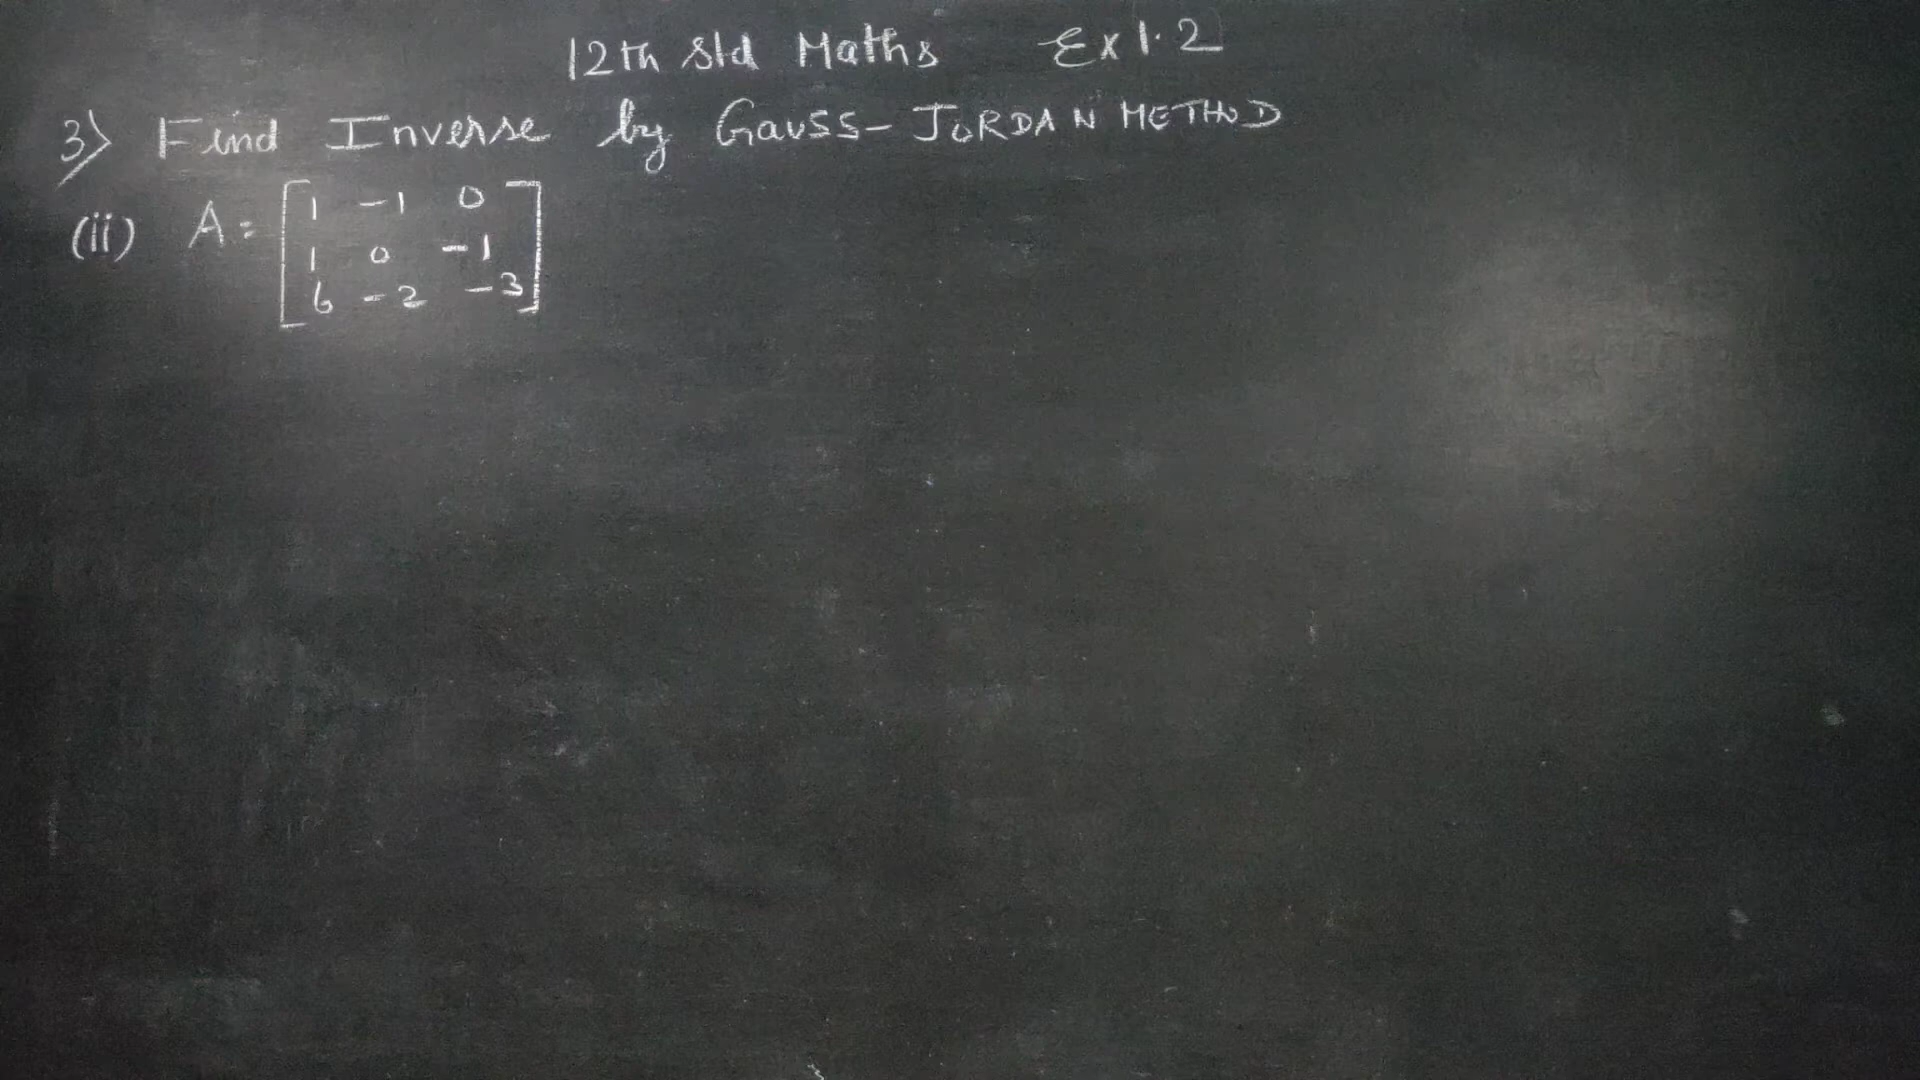 12th std Maths Ex 1.2
3) Find Inverse by Gauss-JORDAN METHOD
(ii) A = [1 -1 0
1 0 -1
6 -2 -3]